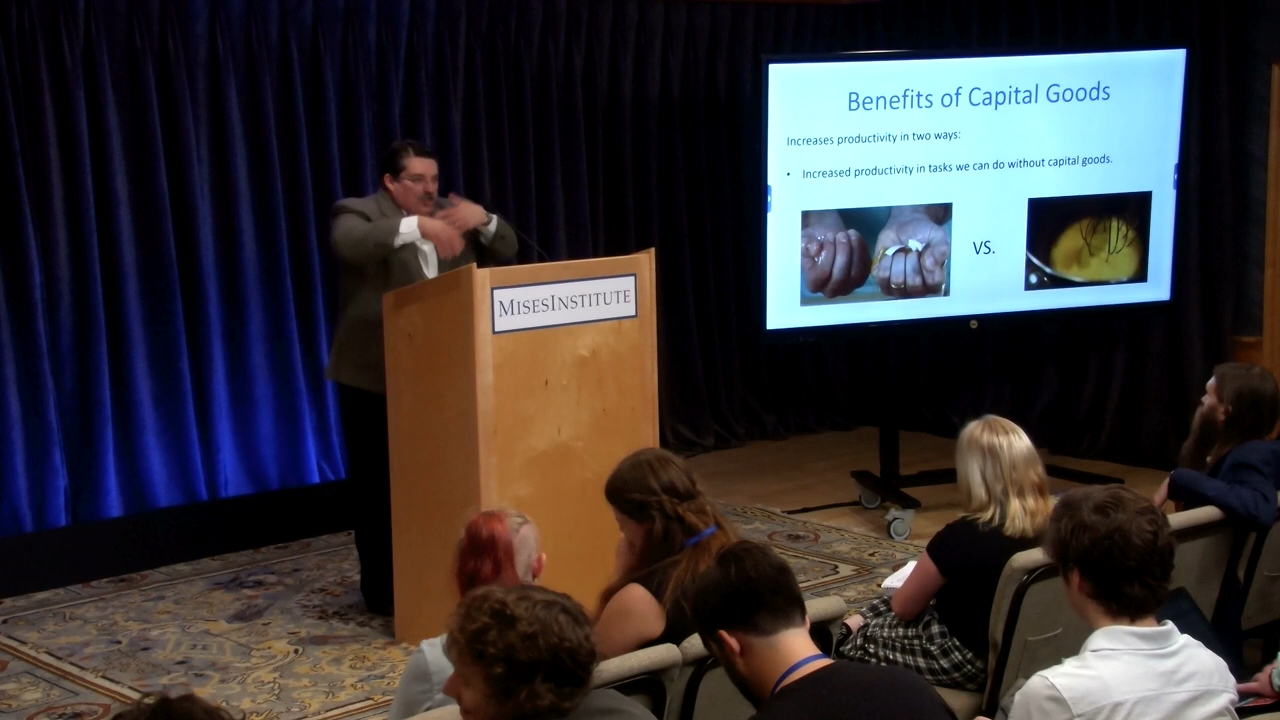 Benefits of Capital Goods
Increases productivity in two ways:
• Increased productivity in tasks we can do without capital goods.
VS.
MISESINSTITUTE